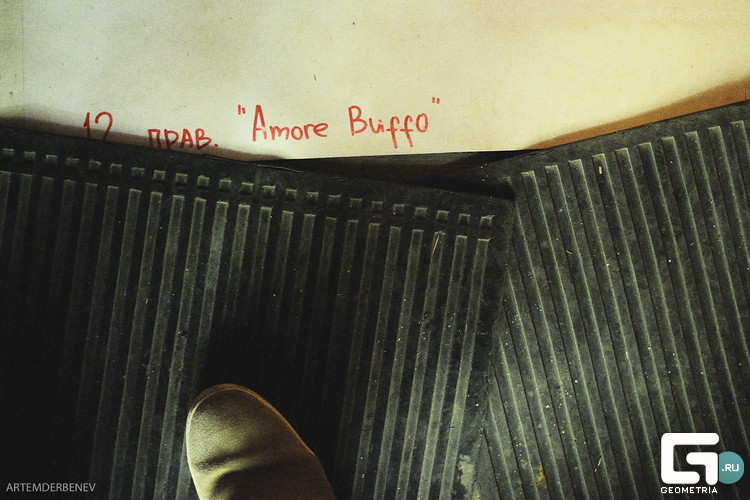 12 прав. "Amore Buffo"
ARTEMDERBENEV
G .RU
GEOMETRIA